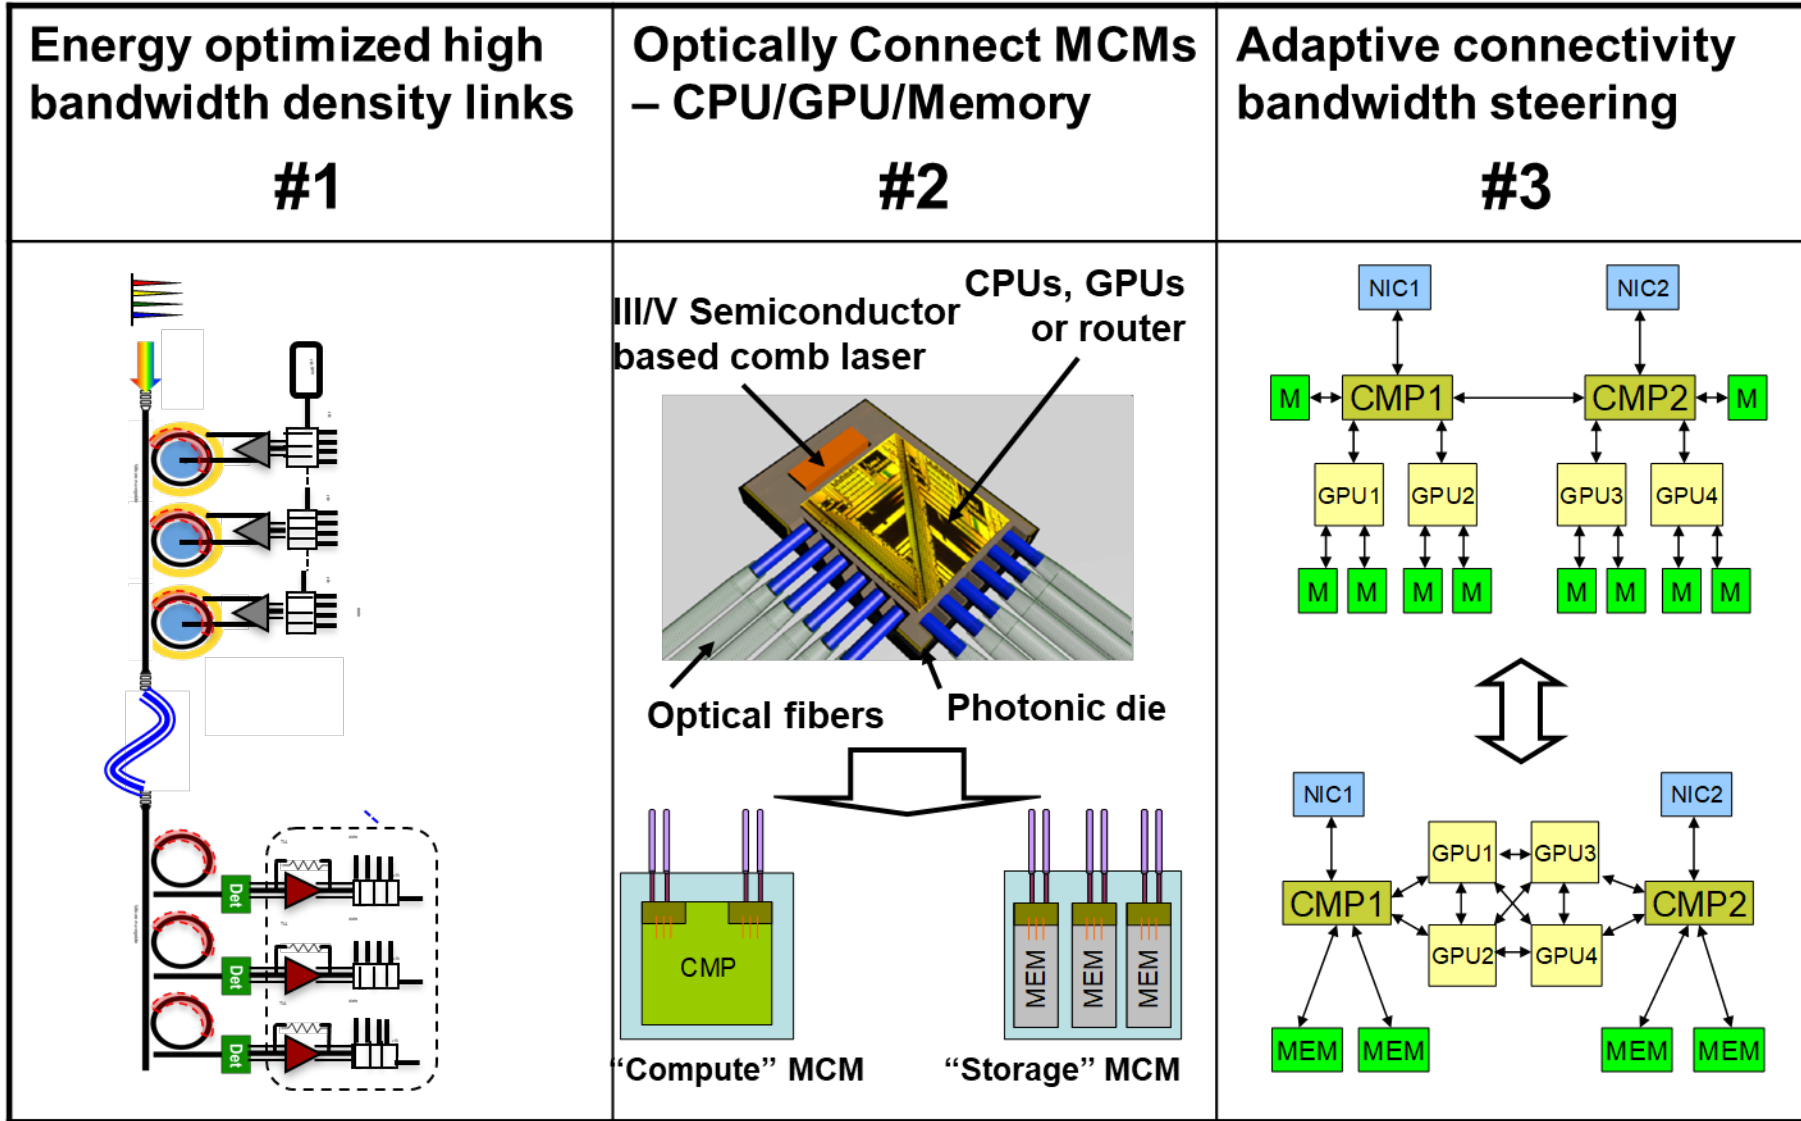 Energy optimized high
bandwidth density links
#1
Optically Connect MCMs
– CPU/GPU/Memory
#2
Adaptive connectivity
bandwidth steering
#3
Det
Det
Det
III/V Semiconductor
based comb laser
CPUs, GPUs
or router
Optical fibers
Photonic die
CMP
MEM
MEM
MEM
“Compute” MCM
“Storage” MCM
NIC1
NIC2
M
CMP1
CMP2
M
GPU1
GPU2
GPU3
GPU4
M
M
M
M
M
M
M
M
NIC1
NIC2
GPU1
GPU3
CMP1
CMP2
GPU2
GPU4
MEM
MEM
MEM
MEM